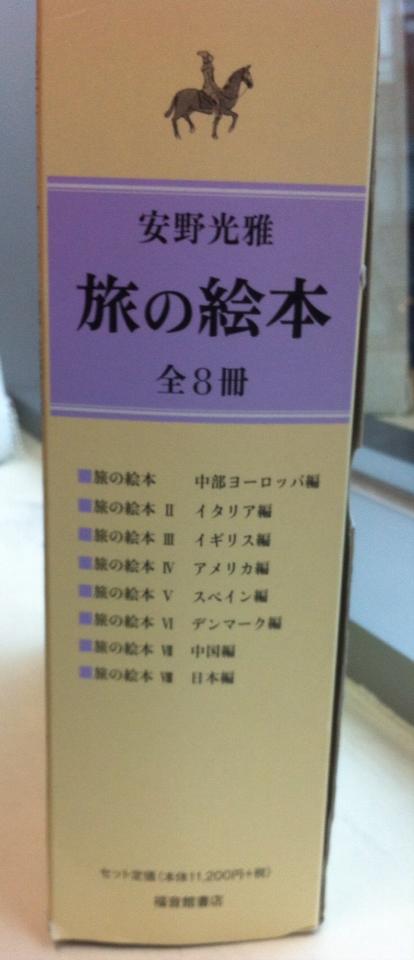 安野光雅
旅の絵本
全8冊
■旅の絵本 中部ヨーロッパ編
■旅の絵本 Ⅱ イタリア編
■旅の絵本 Ⅲ イギリス編
■旅の絵本 Ⅳ アメリカ編
■旅の絵本 Ⅴ スペイン編
■旅の絵本 Ⅵ デンマーク編
■旅の絵本 Ⅶ 中国編
■旅の絵本 Ⅷ 日本編
セット定価(本体11,200円+税)
福音館書店